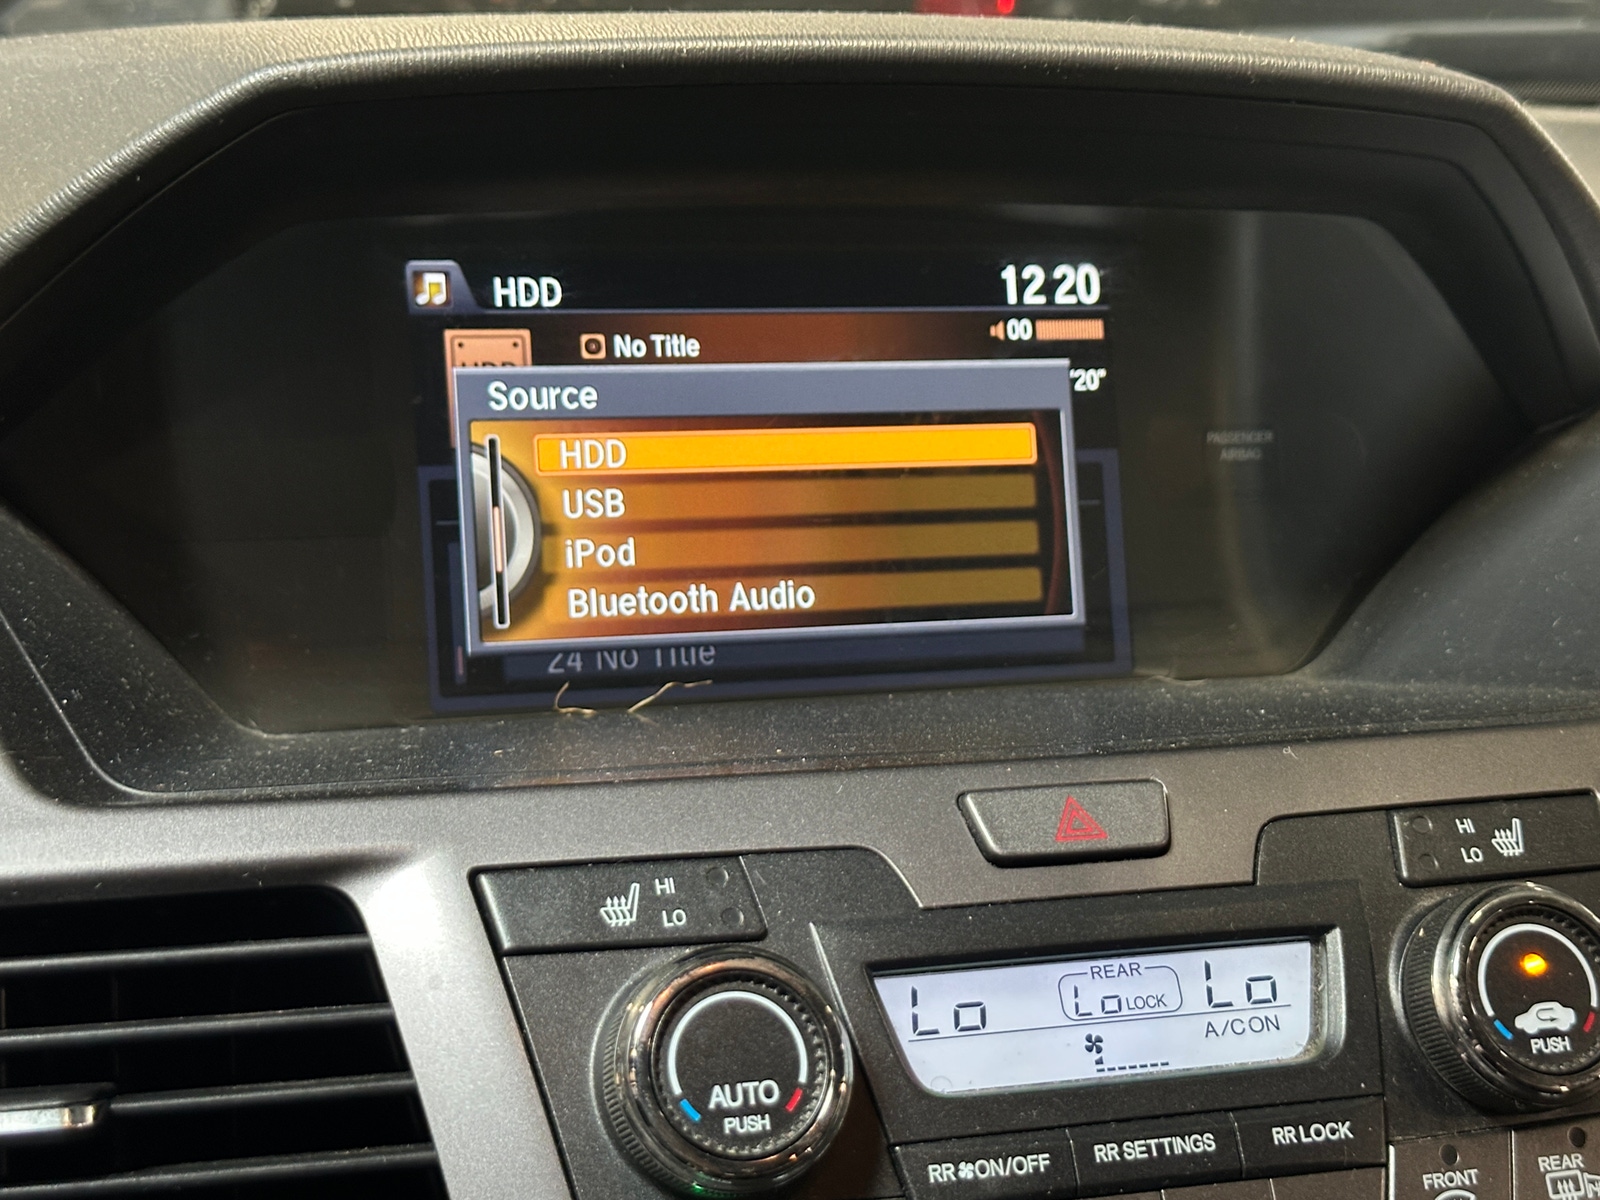 HDD
12 20
No Title
00
"20"
Source
HDD
USB
iPod
Bluetooth Audio
24 No Title
PASSENGER
AIRBAG
HI
LO
HI
LO
REAR
Lo
Lo LOCK
Lo
A/C ON
AUTO
PUSH
PUSH
RR ON/OFF
RR SETTINGS
RR LOCK
FRONT
REAR